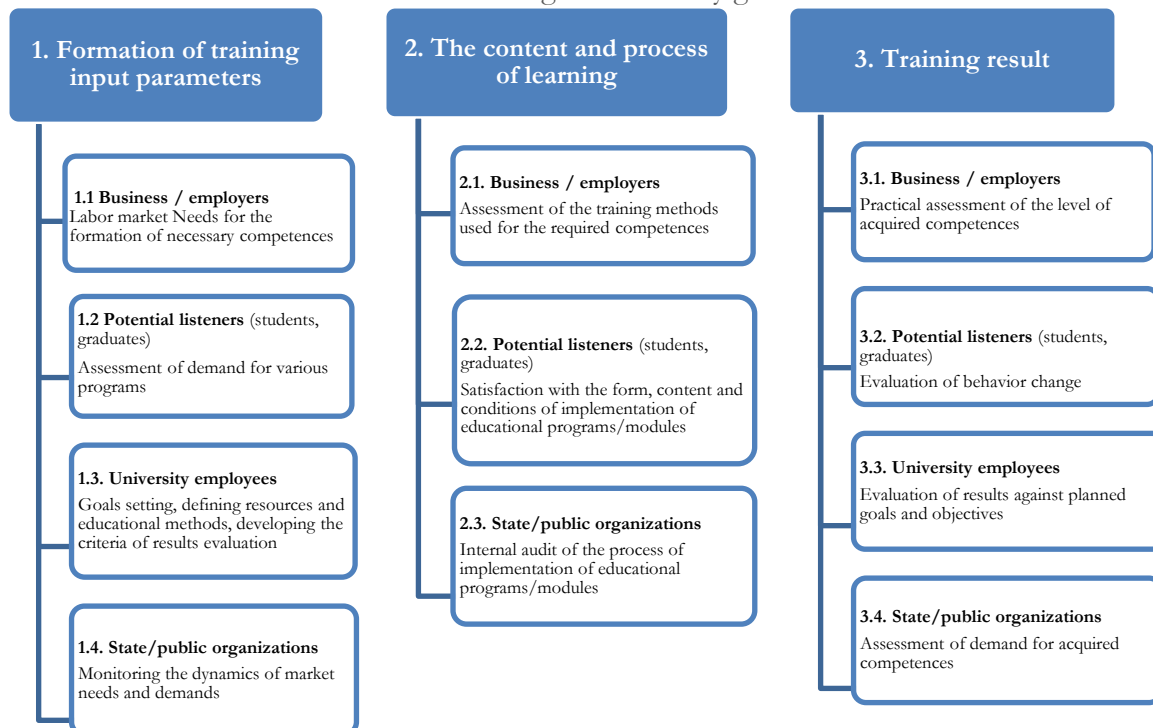 1. Formation of training
input parameters
1.1 Business / employers
Labor market Needs for the
formation of necessary competences
1.2 Potential listeners (students,
graduates)
Assessment of demand for various
programs
1.3. University employees
Goals setting, defining resources and
educational methods, developing the
criteria of results evaluation
1.4. State/public organizations
Monitoring the dynamics of market
needs and demands
2. The content and process
of learning
2.1. Business / employers
Assessment of the training methods
used for the required competences
2.2. Potential listeners (students,
graduates)
Satisfaction with the form, content and
conditions of implementation of
educational programs/modules
2.3. State/public organizations
Internal audit of the process of
implementation of educational
programs/modules
3. Training result
3.1. Business / employers
Practical assessment of the level of
acquired competences
3.2. Potential listeners (students,
graduates)
Evaluation of behavior change
3.3. University employees
Evaluation of results against planned
goals and objectives
3.4. State/public organizations
Assessment of demand for acquired
competences